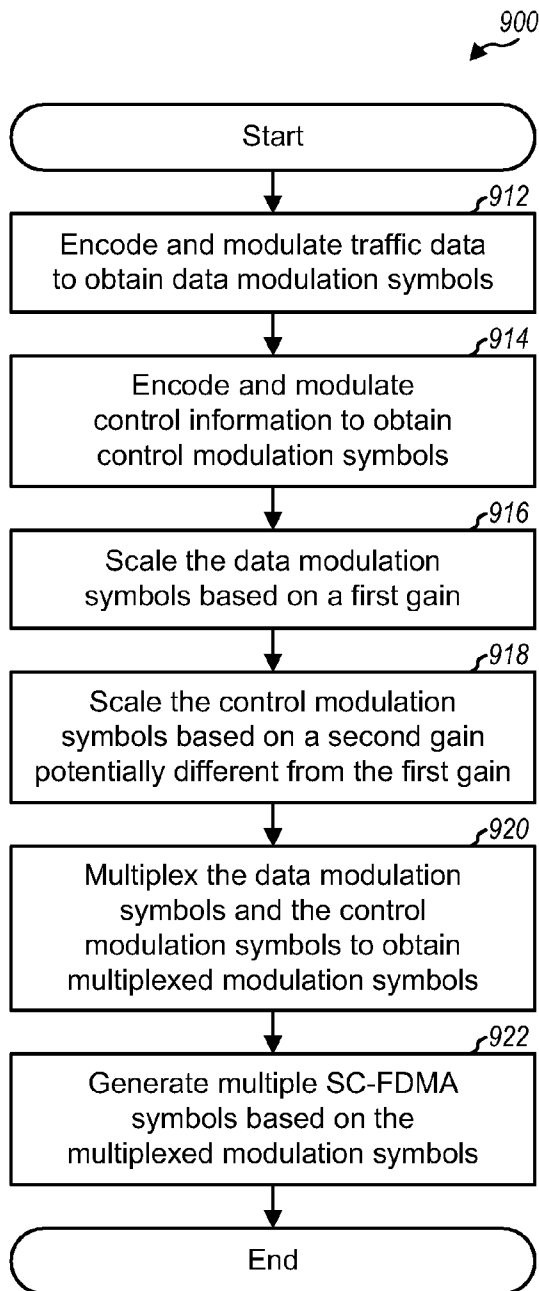 900
Start
912
Encode and modulate traffic data
to obtain data modulation symbols
914
Encode and modulate
control information to obtain
control modulation symbols
916
Scale the data modulation
symbols based on a first gain
918
Scale the control modulation
symbols based on a second gain
potentially different from the first gain
920
Multiplex the data modulation
symbols and the control
modulation symbols to obtain
multiplexed modulation symbols
922
Generate multiple SC-FDMA
symbols based on the
multiplexed modulation symbols
End